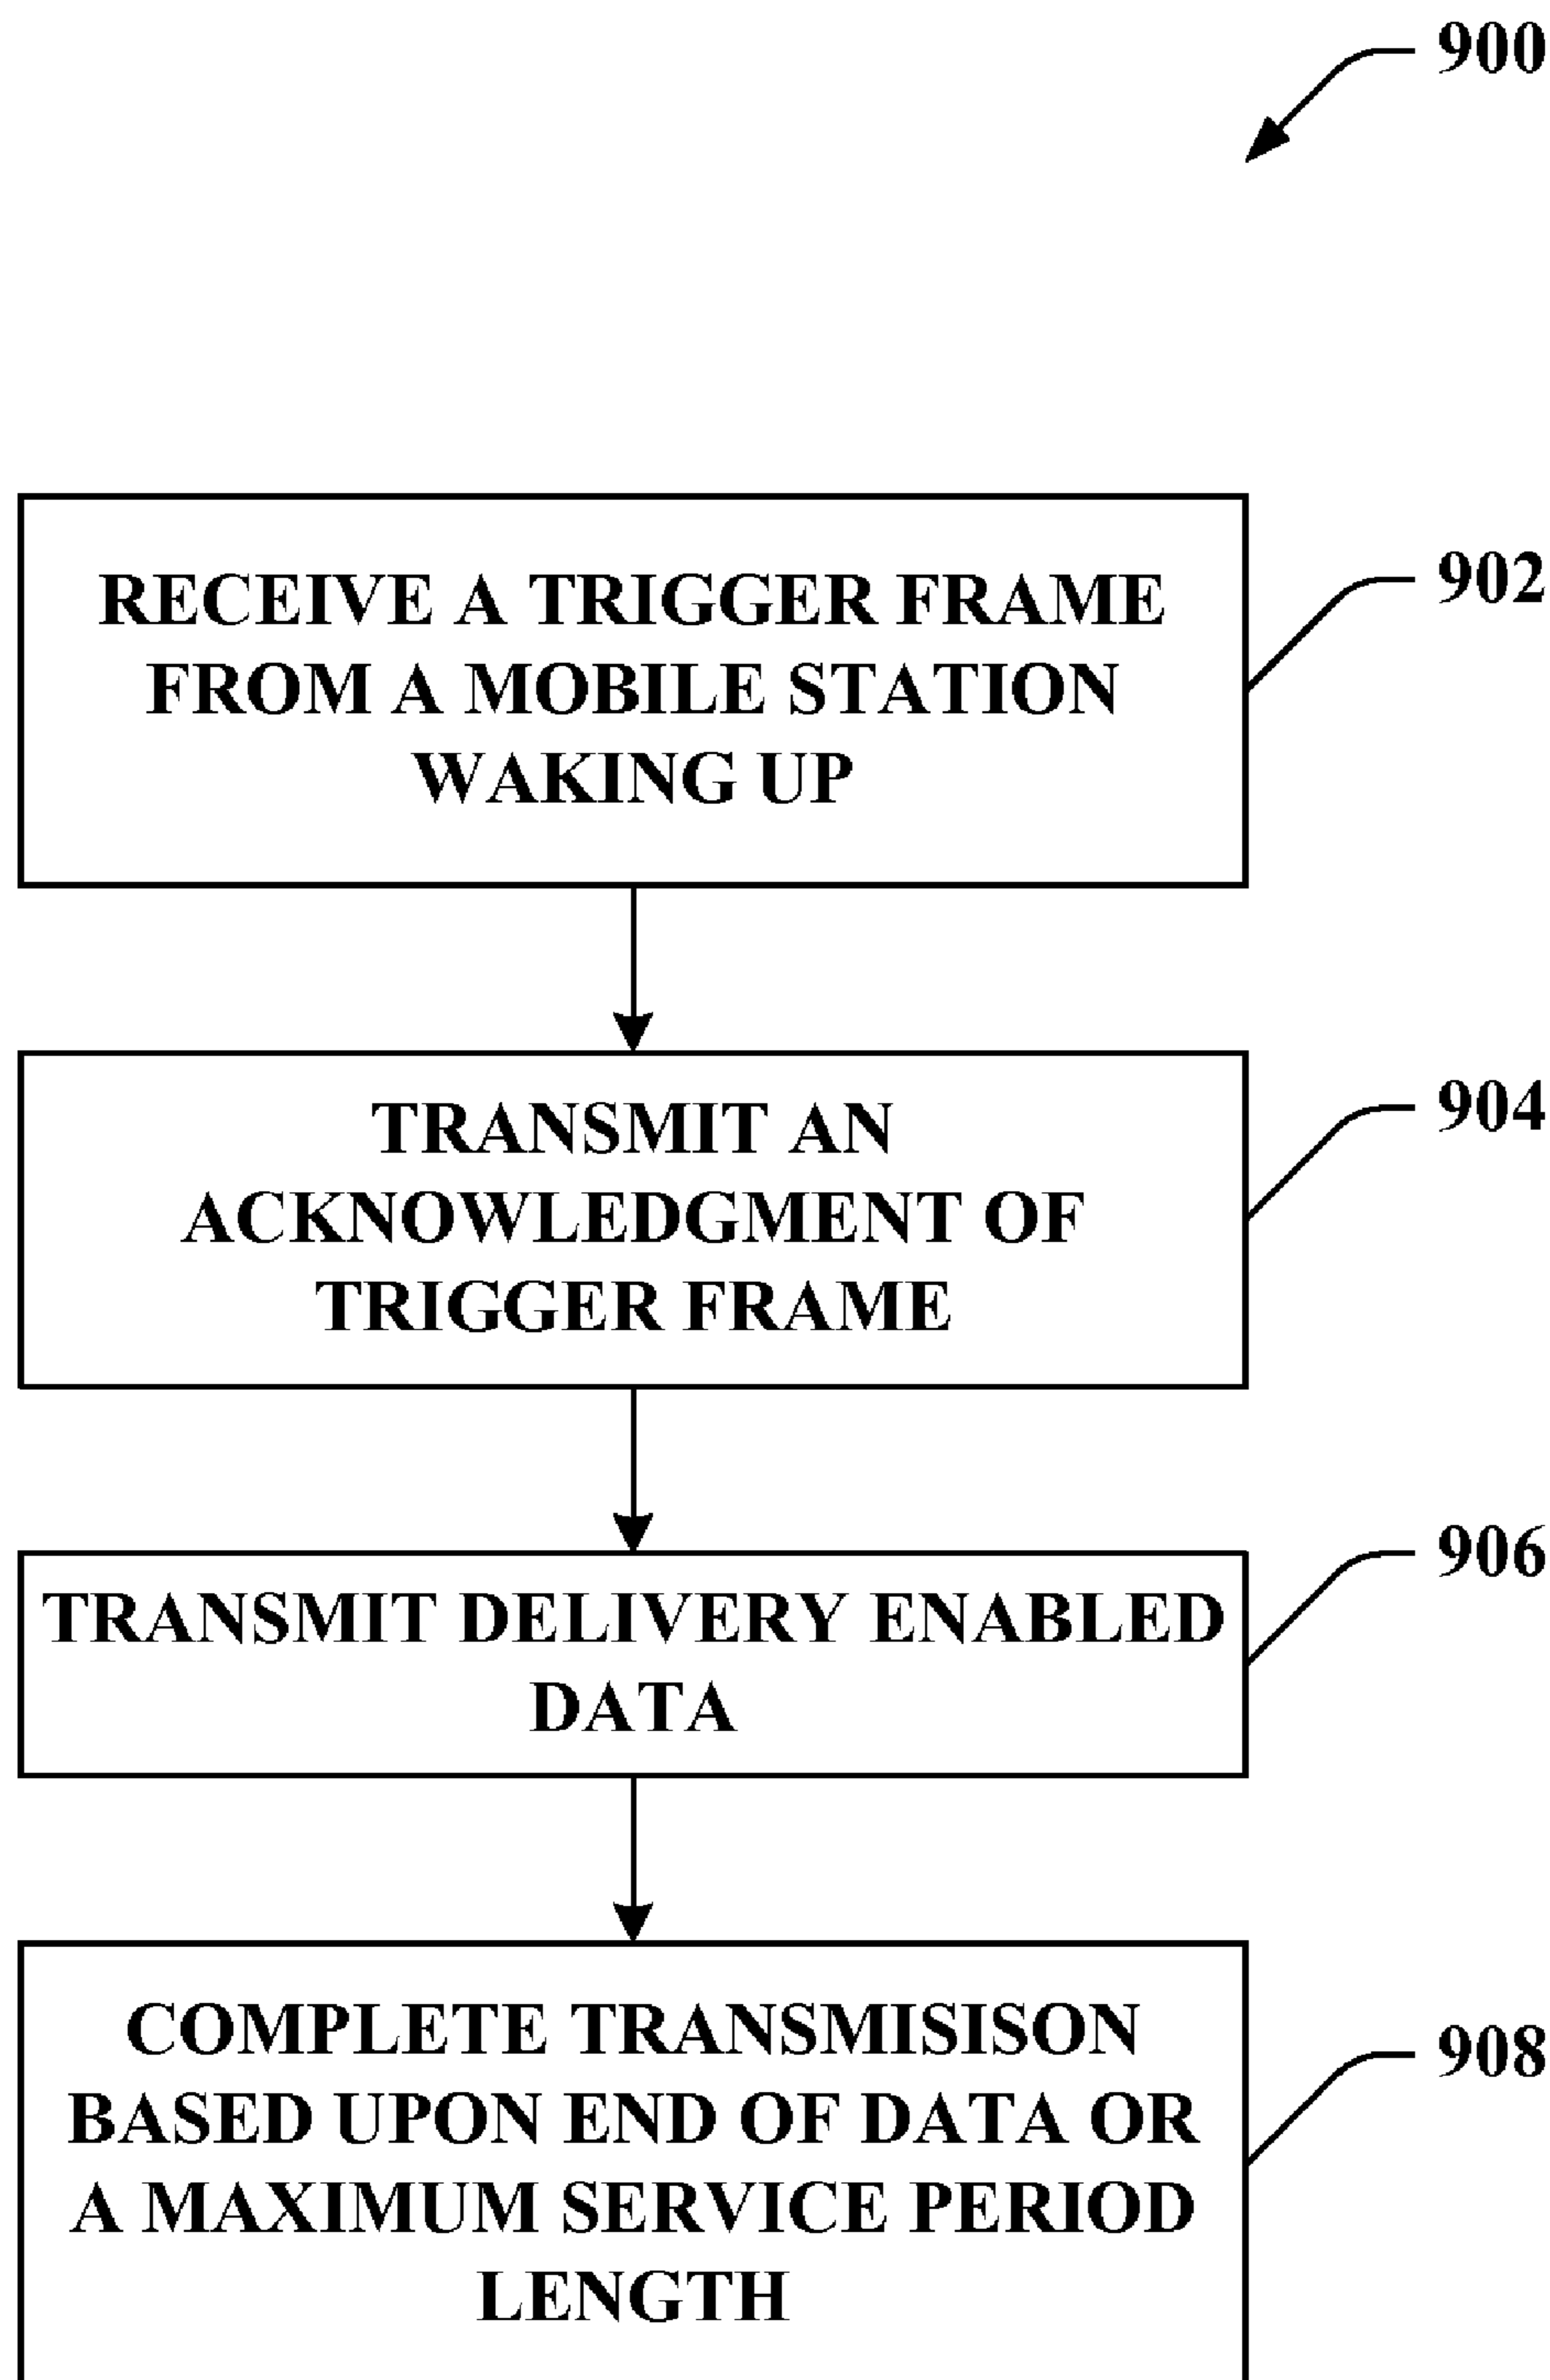 900
RECEIVE A TRIGGER FRAME
FROM A MOBILE STATION
WAKING UP
902
TRANSMIT AN
ACKNOWLEDGMENT OF
TRIGGER FRAME
904
TRANSMIT DELIVERY ENABLED
DATA
906
COMPLETE TRANSMISISON
BASED UPON END OF DATA OR
A MAXIMUM SERVICE PERIOD
LENGTH
908